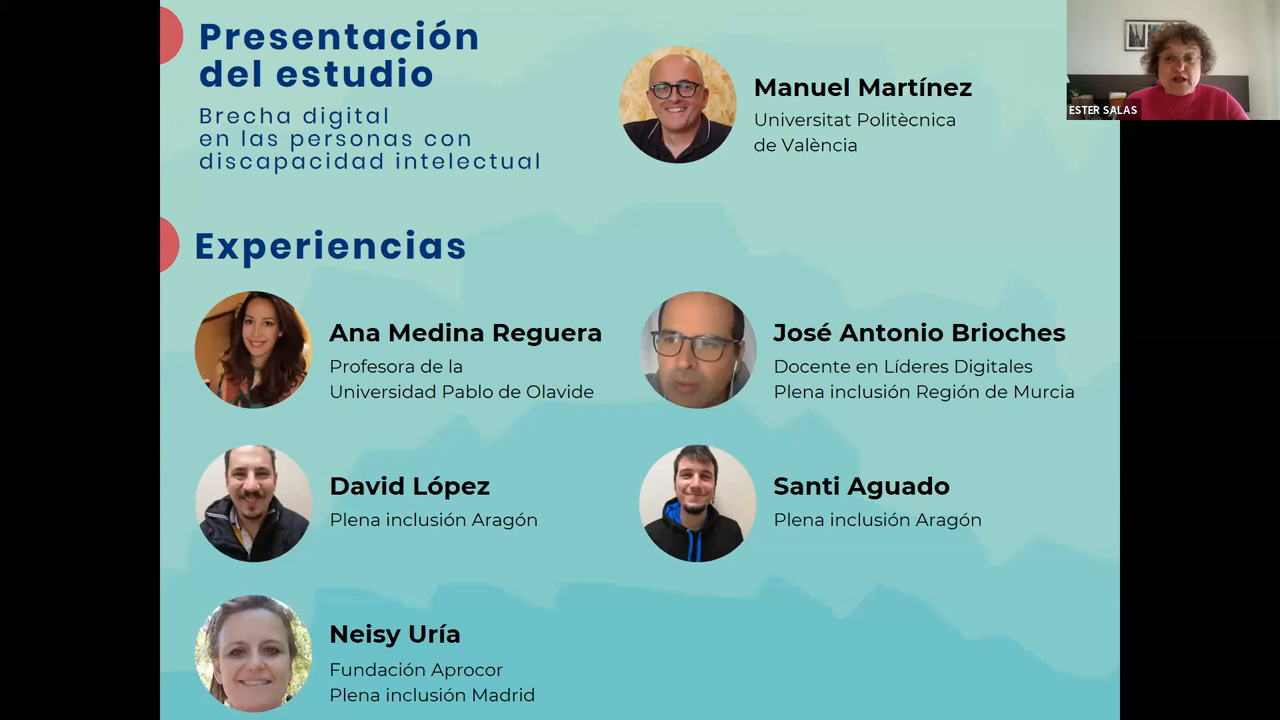 Presentación
del estudio
Brecha digital
en las personas con
discapacidad intelectual
Manuel Martínez
Universitat Politècnica
de València
ESTER SALAS
Experiencias
Ana Medina Reguera
Profesora de la
Universidad Pablo de Olavide
José Antonio Brioches
Docente en Líderes Digitales
Plena inclusión Región de Murcia
David López
Plena inclusión Aragón
Santi Aguado
Plena inclusión Aragón
Neisy Uría
Fundación Aprocor
Plena inclusión Madrid